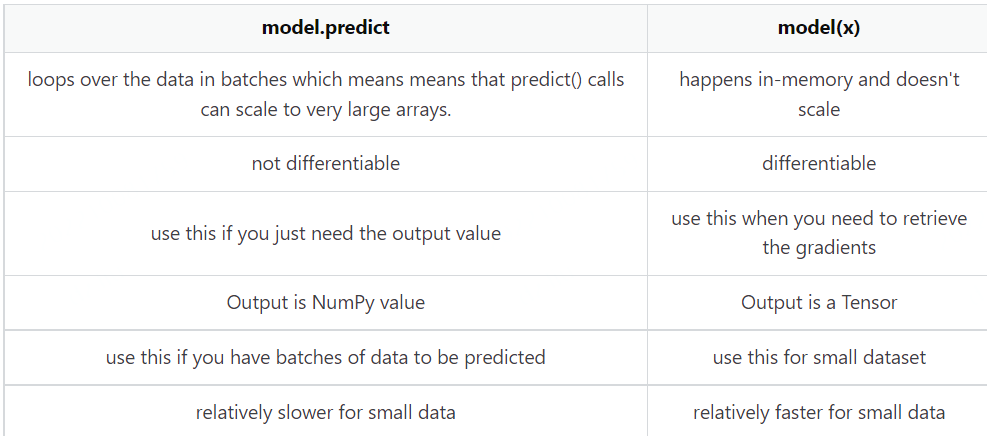 model.predict model(x)
loops over the data in batches which means means that predict() calls
can scale to very large arrays.
happens in-memory and doesn't
scale
not differentiable differentiable
use this if you just need the output value
use this when you need to retrieve
the gradients
Output is NumPy value Output is a Tensor
use this if you have batches of data to be predicted use this for small dataset
relatively slower for small data relatively faster for small data